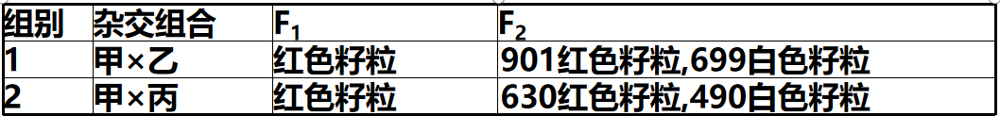 组别 杂交组合 F₁ F₂
1 甲×乙 红色籽粒 901红色籽粒,699白色籽粒
2 甲×丙 红色籽粒 630红色籽粒,490白色籽粒